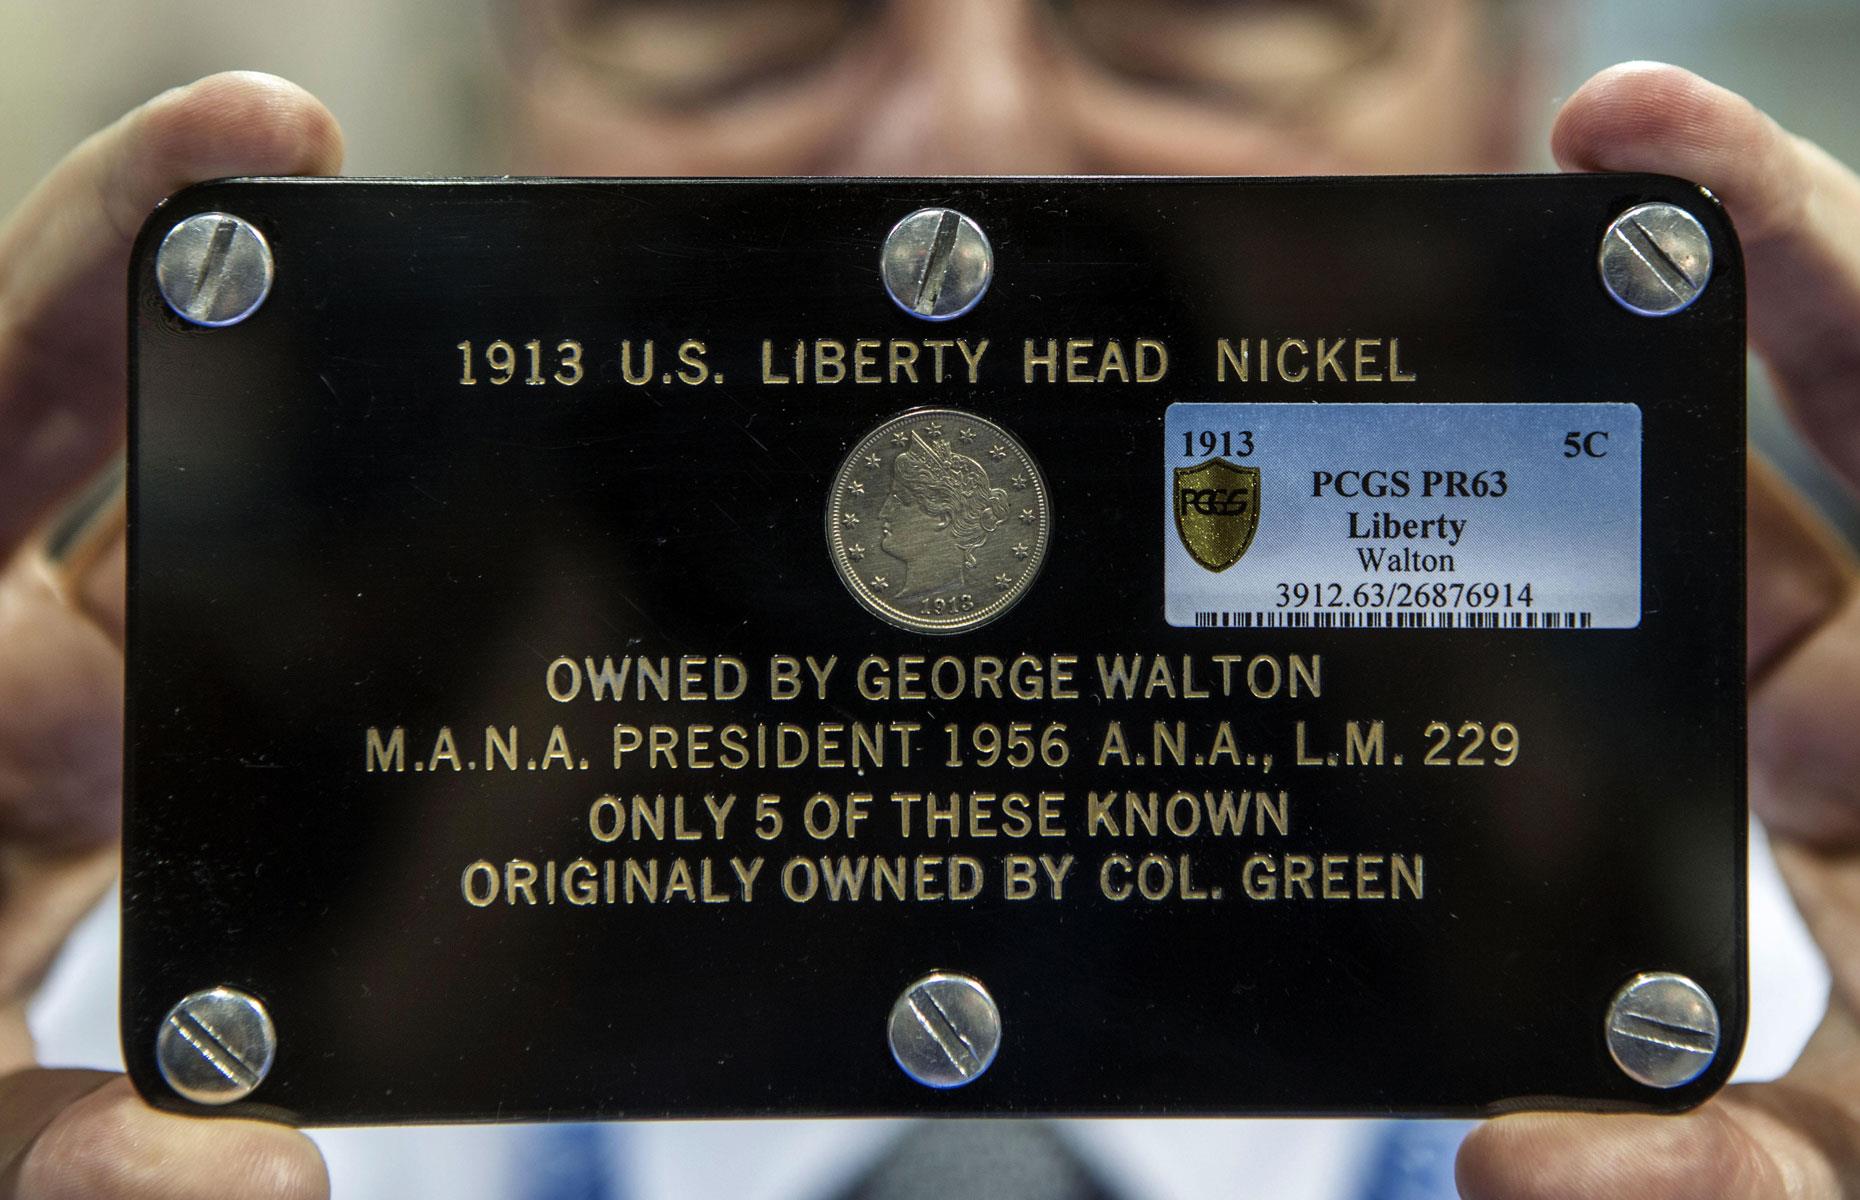 1913 U.S. LIBERTY HEAD NICKEL
1913
1913 5C
PCGS PR63
PCGS
Liberty
Walton
3912.63/26876914
OWNED BY GEORGE WALTON
M.A.N.A. PRESIDENT 1956 A.N.A., L.M. 229
ONLY 5 OF THESE KNOWN
ORIGINALY OWNED BY COL. GREEN